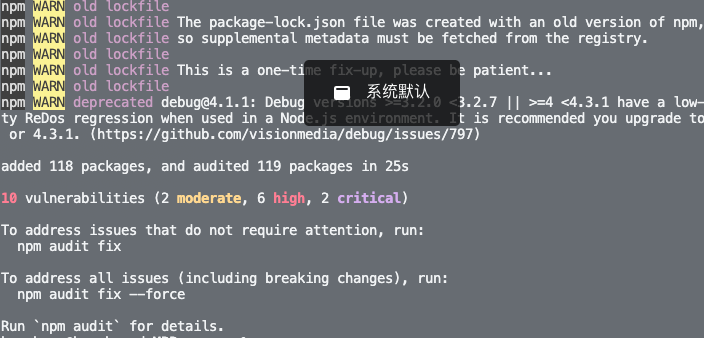 npm WARN old lockfile
npm WARN old lockfile The package-lock.json file was created with an old version of npm,
npm WARN old lockfile so supplemental metadata must be fetched from the registry.
npm WARN old lockfile
npm WARN old lockfile This is a one-time fix-up, please be patient...
npm WARN old lockfile
系统默认
npm WARN deprecated debug@4.1.1: Debug versions >=3.2.0 <3.2.7 || >=4 <4.3.1 have a low-
ty ReDos regression when used in a Node.js environment. It is recommended you upgrade to
or 4.3.1. (https://github.com/visionmedia/debug/issues/797)
added 118 packages, and audited 119 packages in 25s
10 vulnerabilities (2 moderate, 6 high, 2 critical)
To address issues that do not require attention, run:
npm audit fix
To address all issues (including breaking changes), run:
npm audit fix --force
Run `npm audit` for details.